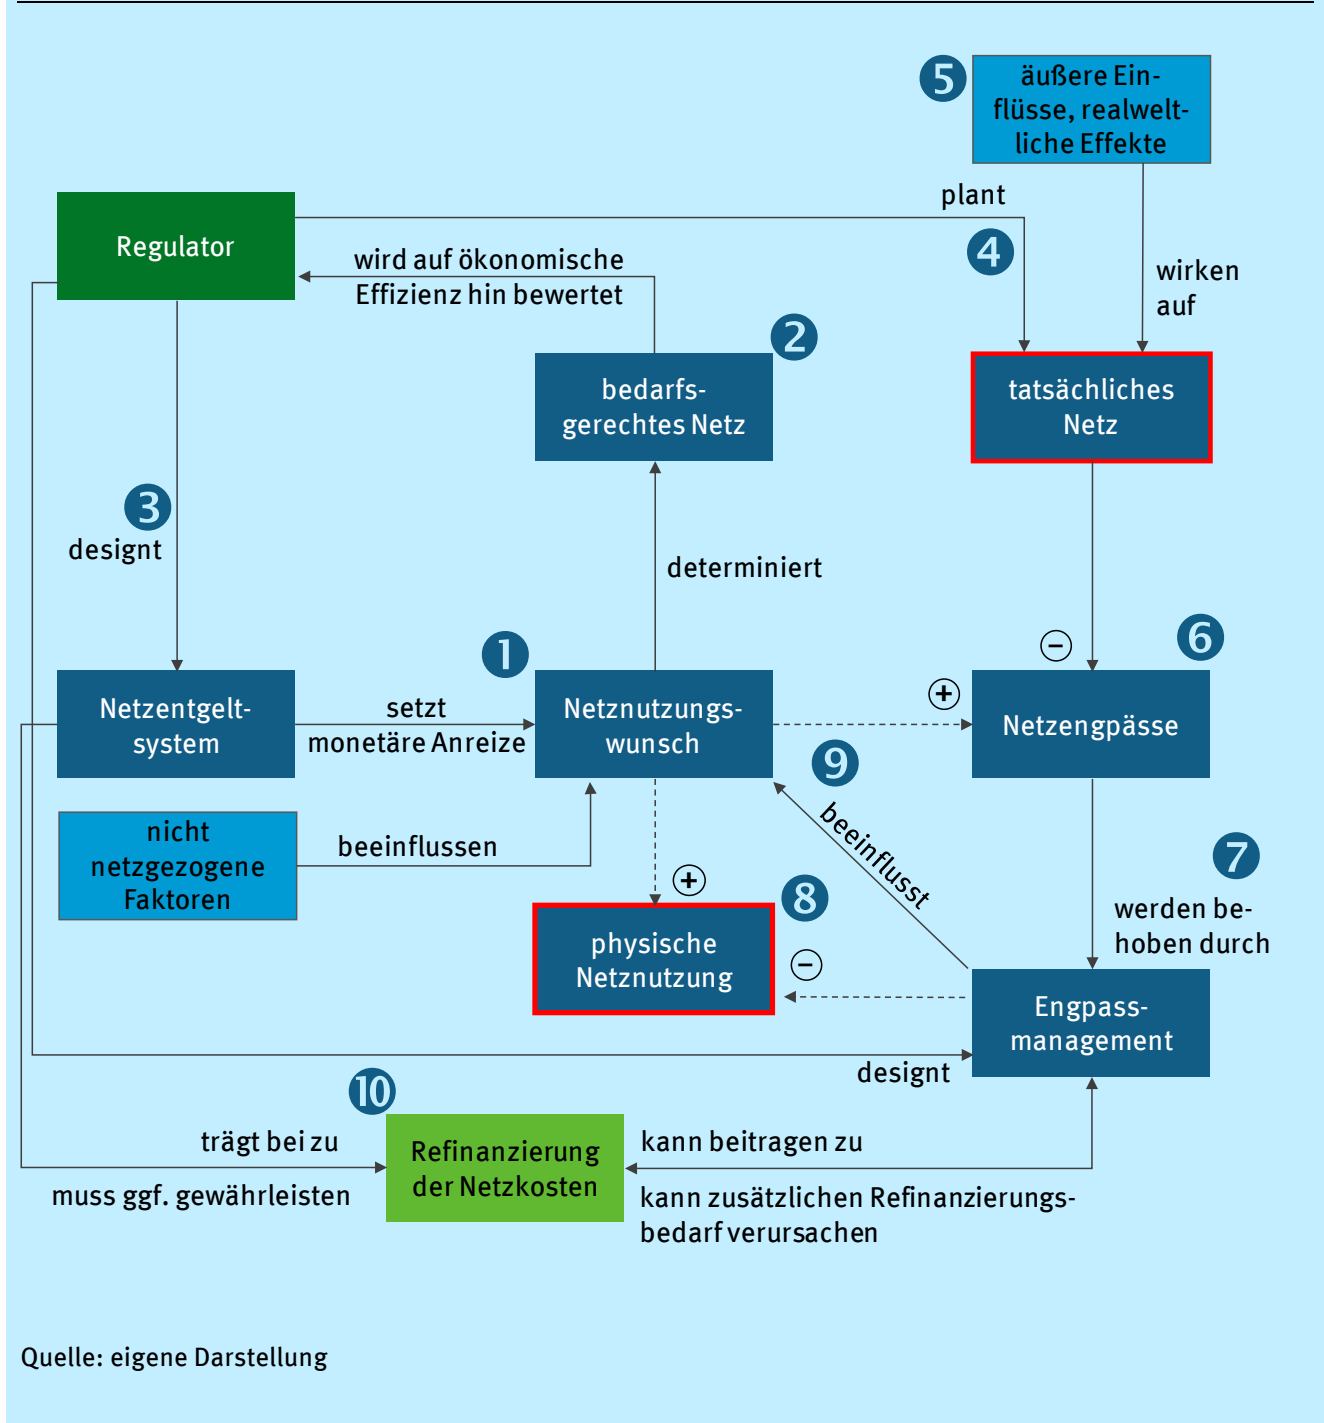 5
äußere Ein-
flüsse, realwelt-
liche Effekte
plant
Regulator
4
wird auf ökonomische
Effizienz hin bewertet
wirken
auf
2
bedarfs-
gerechtes Netz
tatsächliches
Netz
3
designt
determiniert
1
6
−
+
Netzentgelt-
system
setzt
monetäre Anreize
Netznutzungs-
wunsch
Netzengpässe
9
nicht
netzgezogene
Faktoren
beeinflussen
beeinflusst
7
+
8
werden be-
hoben durch
physische
Netznutzung
−
Engpass-
management
designt
10
trägt bei zu
muss ggf. gewährleisten
Refinanzierung
der Netzkosten
kann beitragen zu
kann zusätzlichen Refinanzierungs-
bedarf verursachen
Quelle: eigene Darstellung